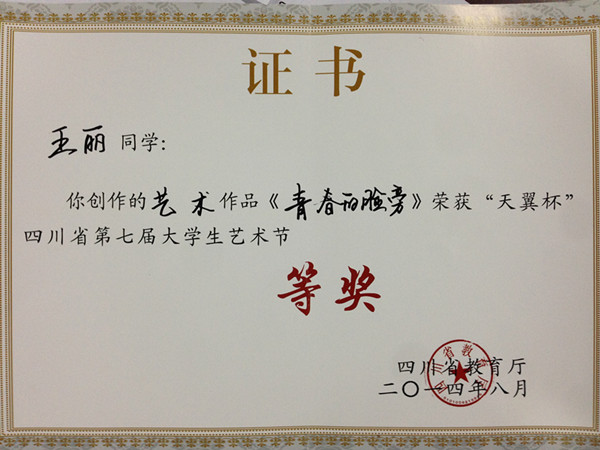 证书
王丽 同学:
你创作的艺术作品《青春的脸旁》荣获“天翼杯”
四川省第七届大学生艺术节
等奖
四川省教育厅
二〇一四年八月